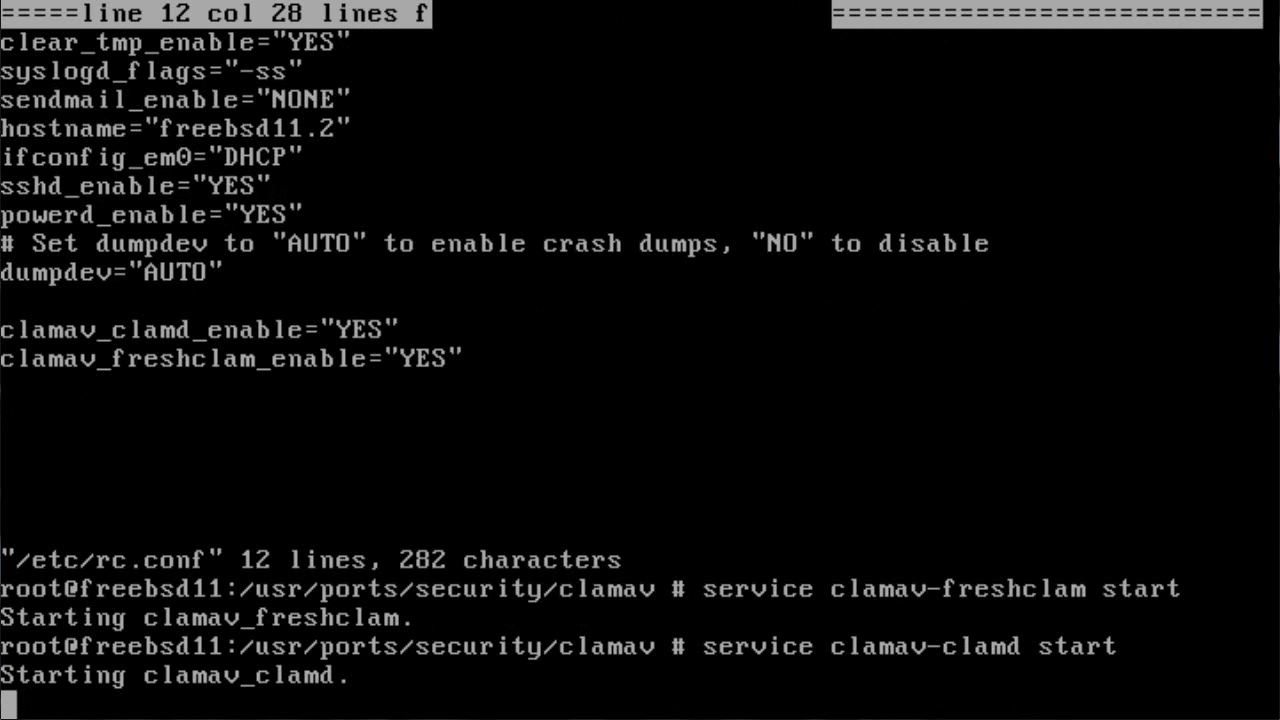 =====line 12 col 28 lines f ===========================
clear_tmp_enable="YES"
syslogd_flags="-ss"
sendmail_enable="NONE"
hostname="freebsd11.2"
ifconfig_em0="DHCP"
sshd_enable="YES"
powerd_enable="YES"
# Set dumpdev to "AUTO" to enable crash dumps, "NO" to disable
dumpdev="AUTO"
clamav_clamd_enable="YES"
clamav_freshclam_enable="YES"
"/etc/rc.conf" 12 lines, 282 characters
root@freebsd11:/usr/ports/security/clamav # service clamav-freshclam start
Starting clamav_freshclam.
root@freebsd11:/usr/ports/security/clamav # service clamav-clamd start
Starting clamav_clamd.